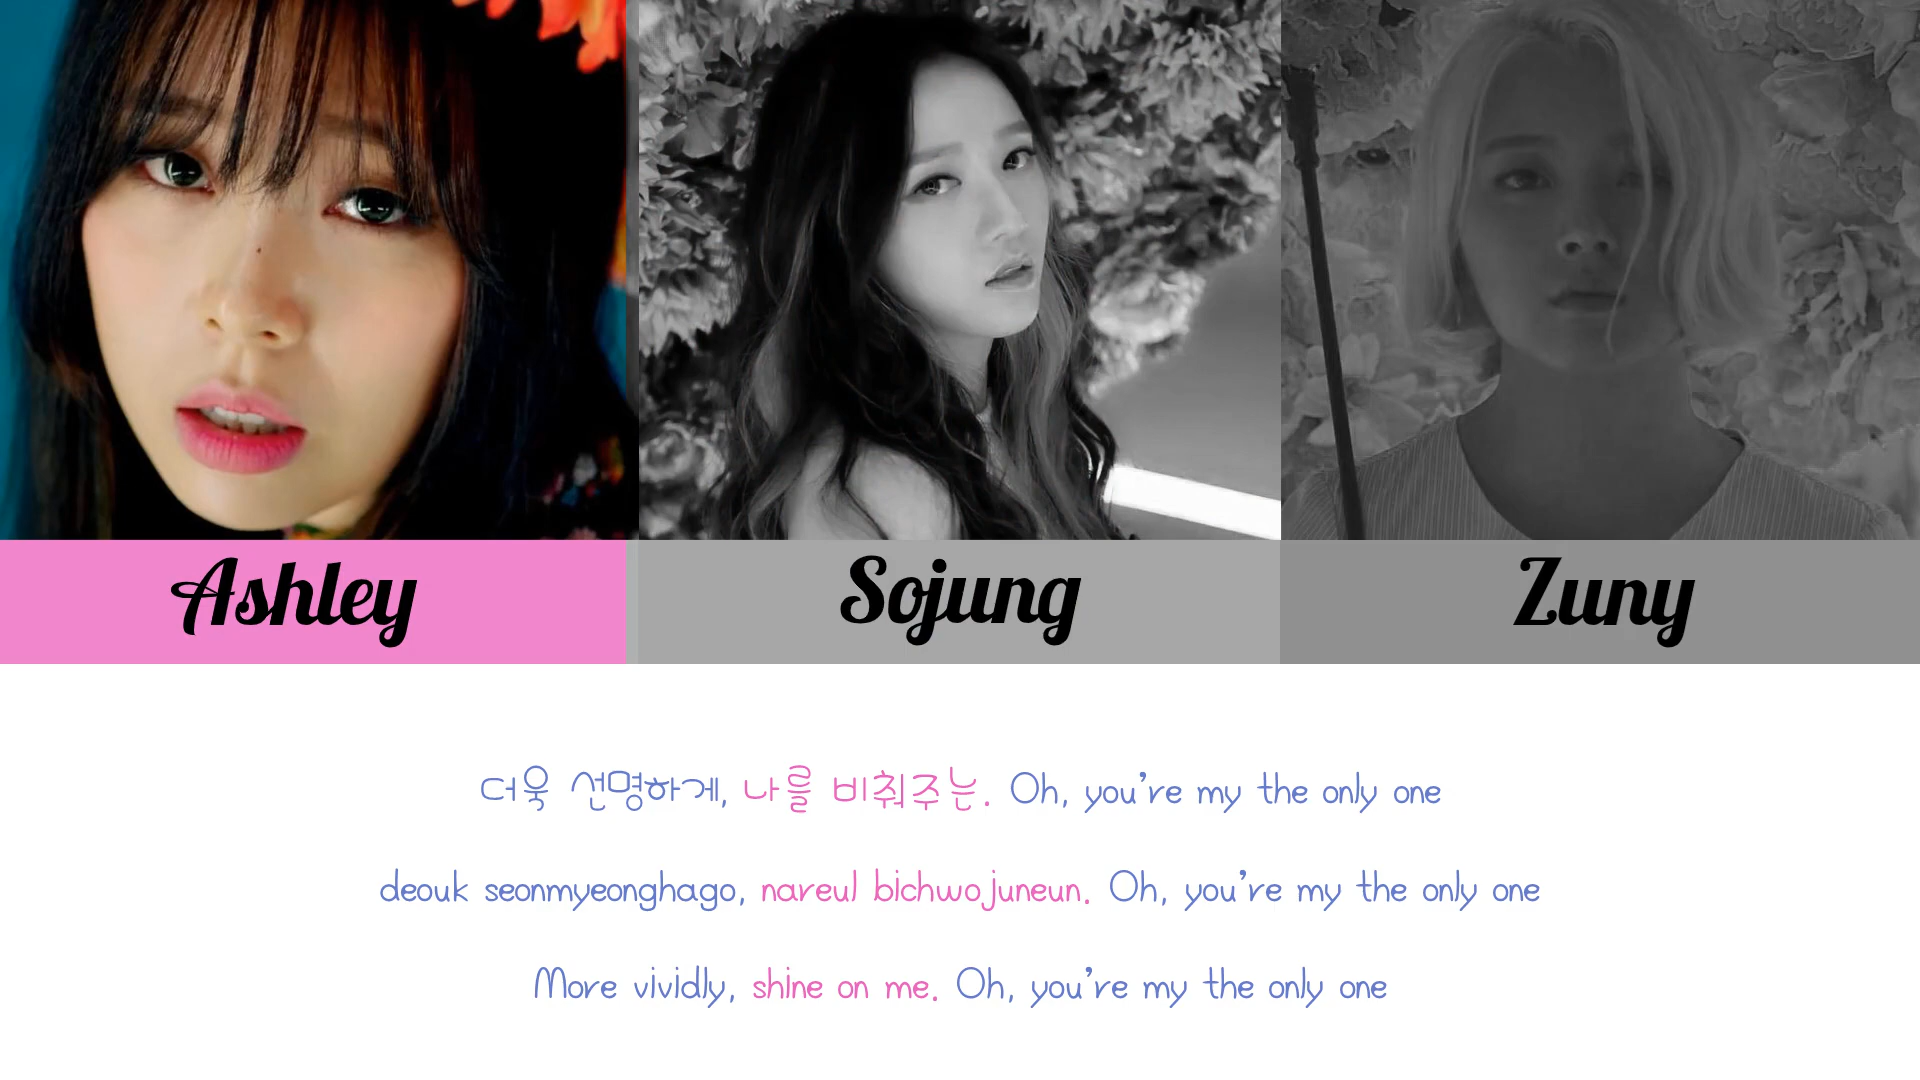 Ashley
Sojung
Zuny
더욱 선명하게, 나를 비춰주는. Oh, you're my the only one
deouk seonmyeonghago, nareul bichwojuneun. Oh, you're my the only one
More vividly, shine on me. Oh, you're my the only one